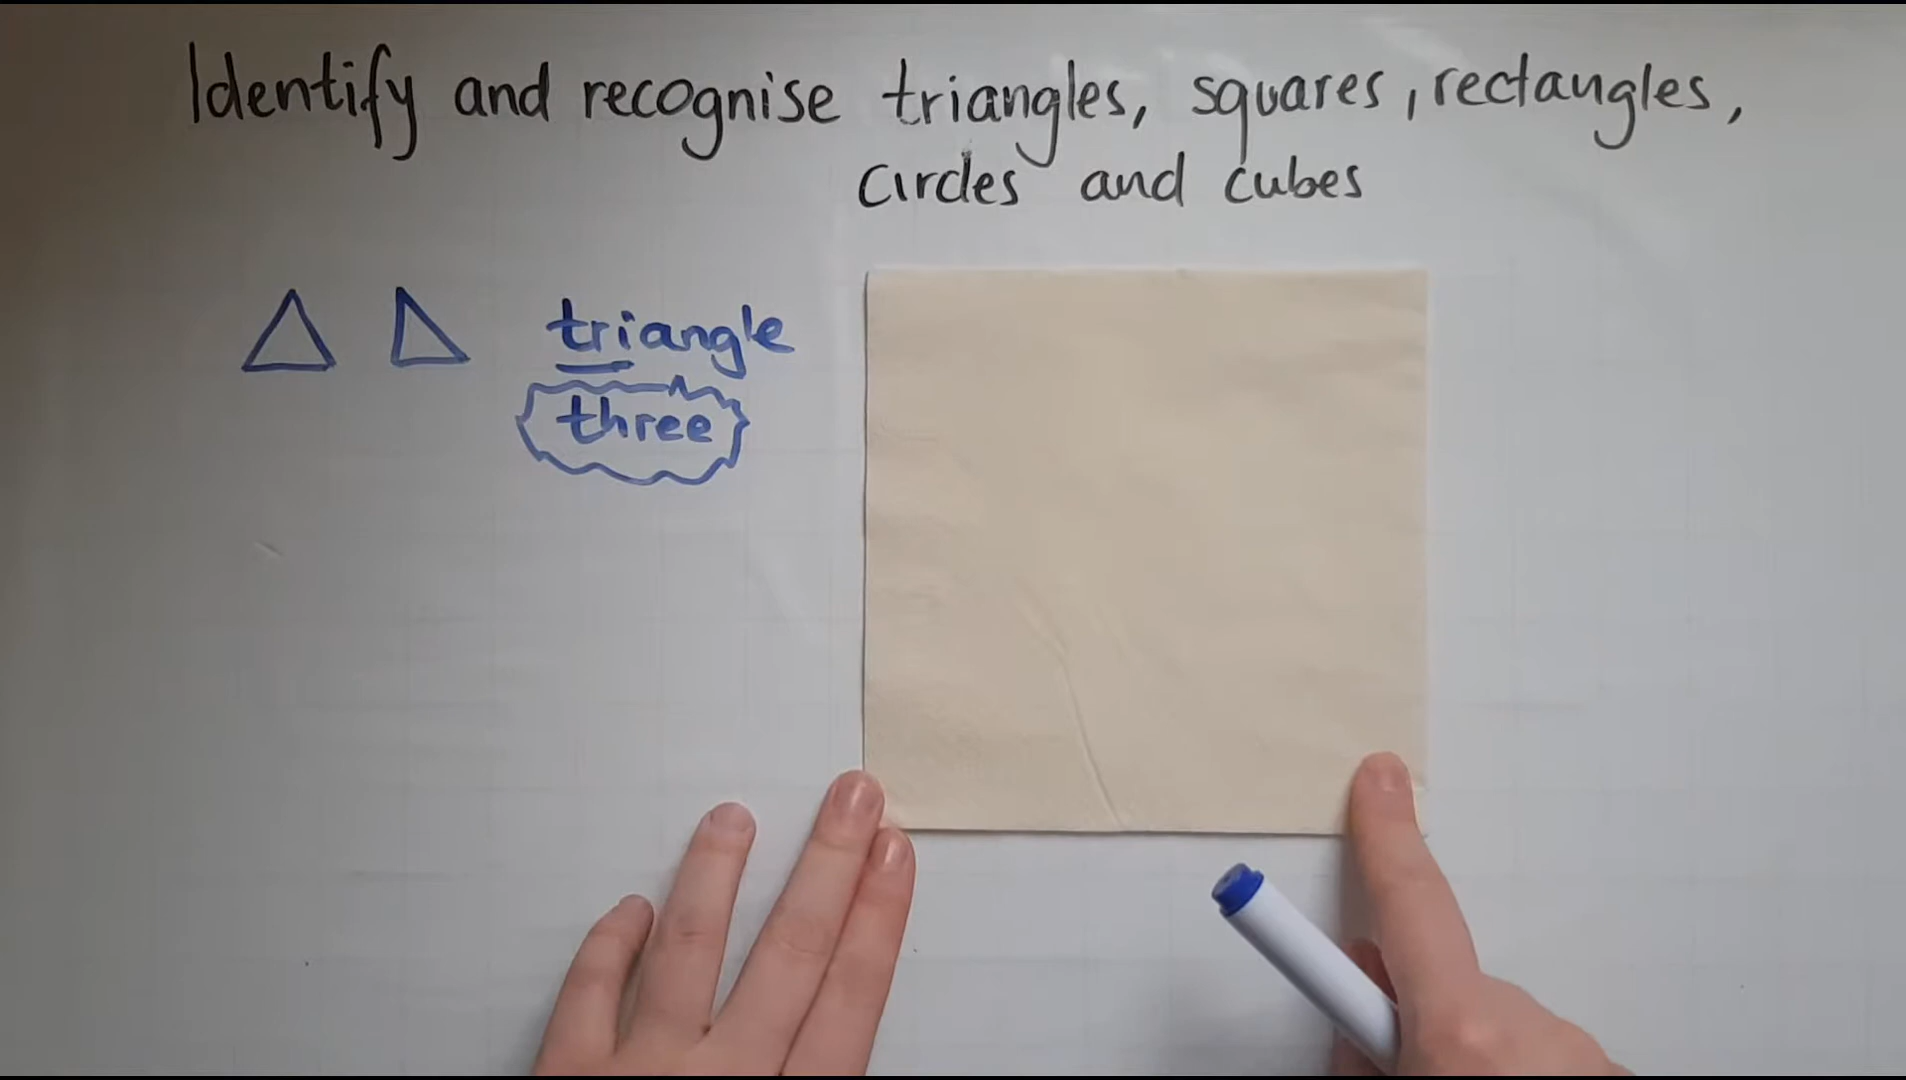 Identify and recognise triangles, squares, rectangles,
circles and cubes
triangle
three